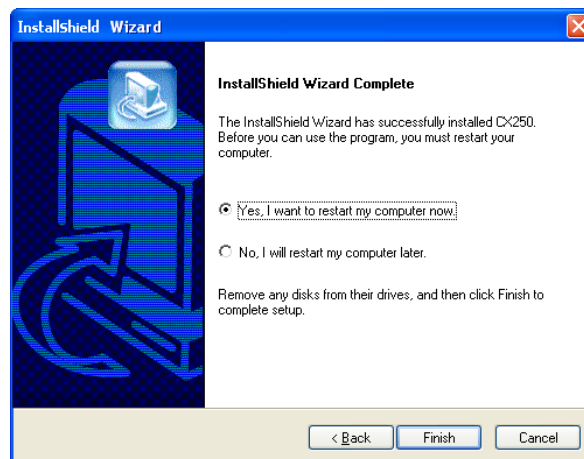 InstallShield Wizard
InstallShield Wizard Complete
The InstallShield Wizard has successfully installed CX250.
Before you can use the program, you must restart your
computer.
Yes, I want to restart my computer now.
No, I will restart my computer later.
Remove any disks from their drives, and then click Finish to
complete setup.
< Back
Finish
Cancel